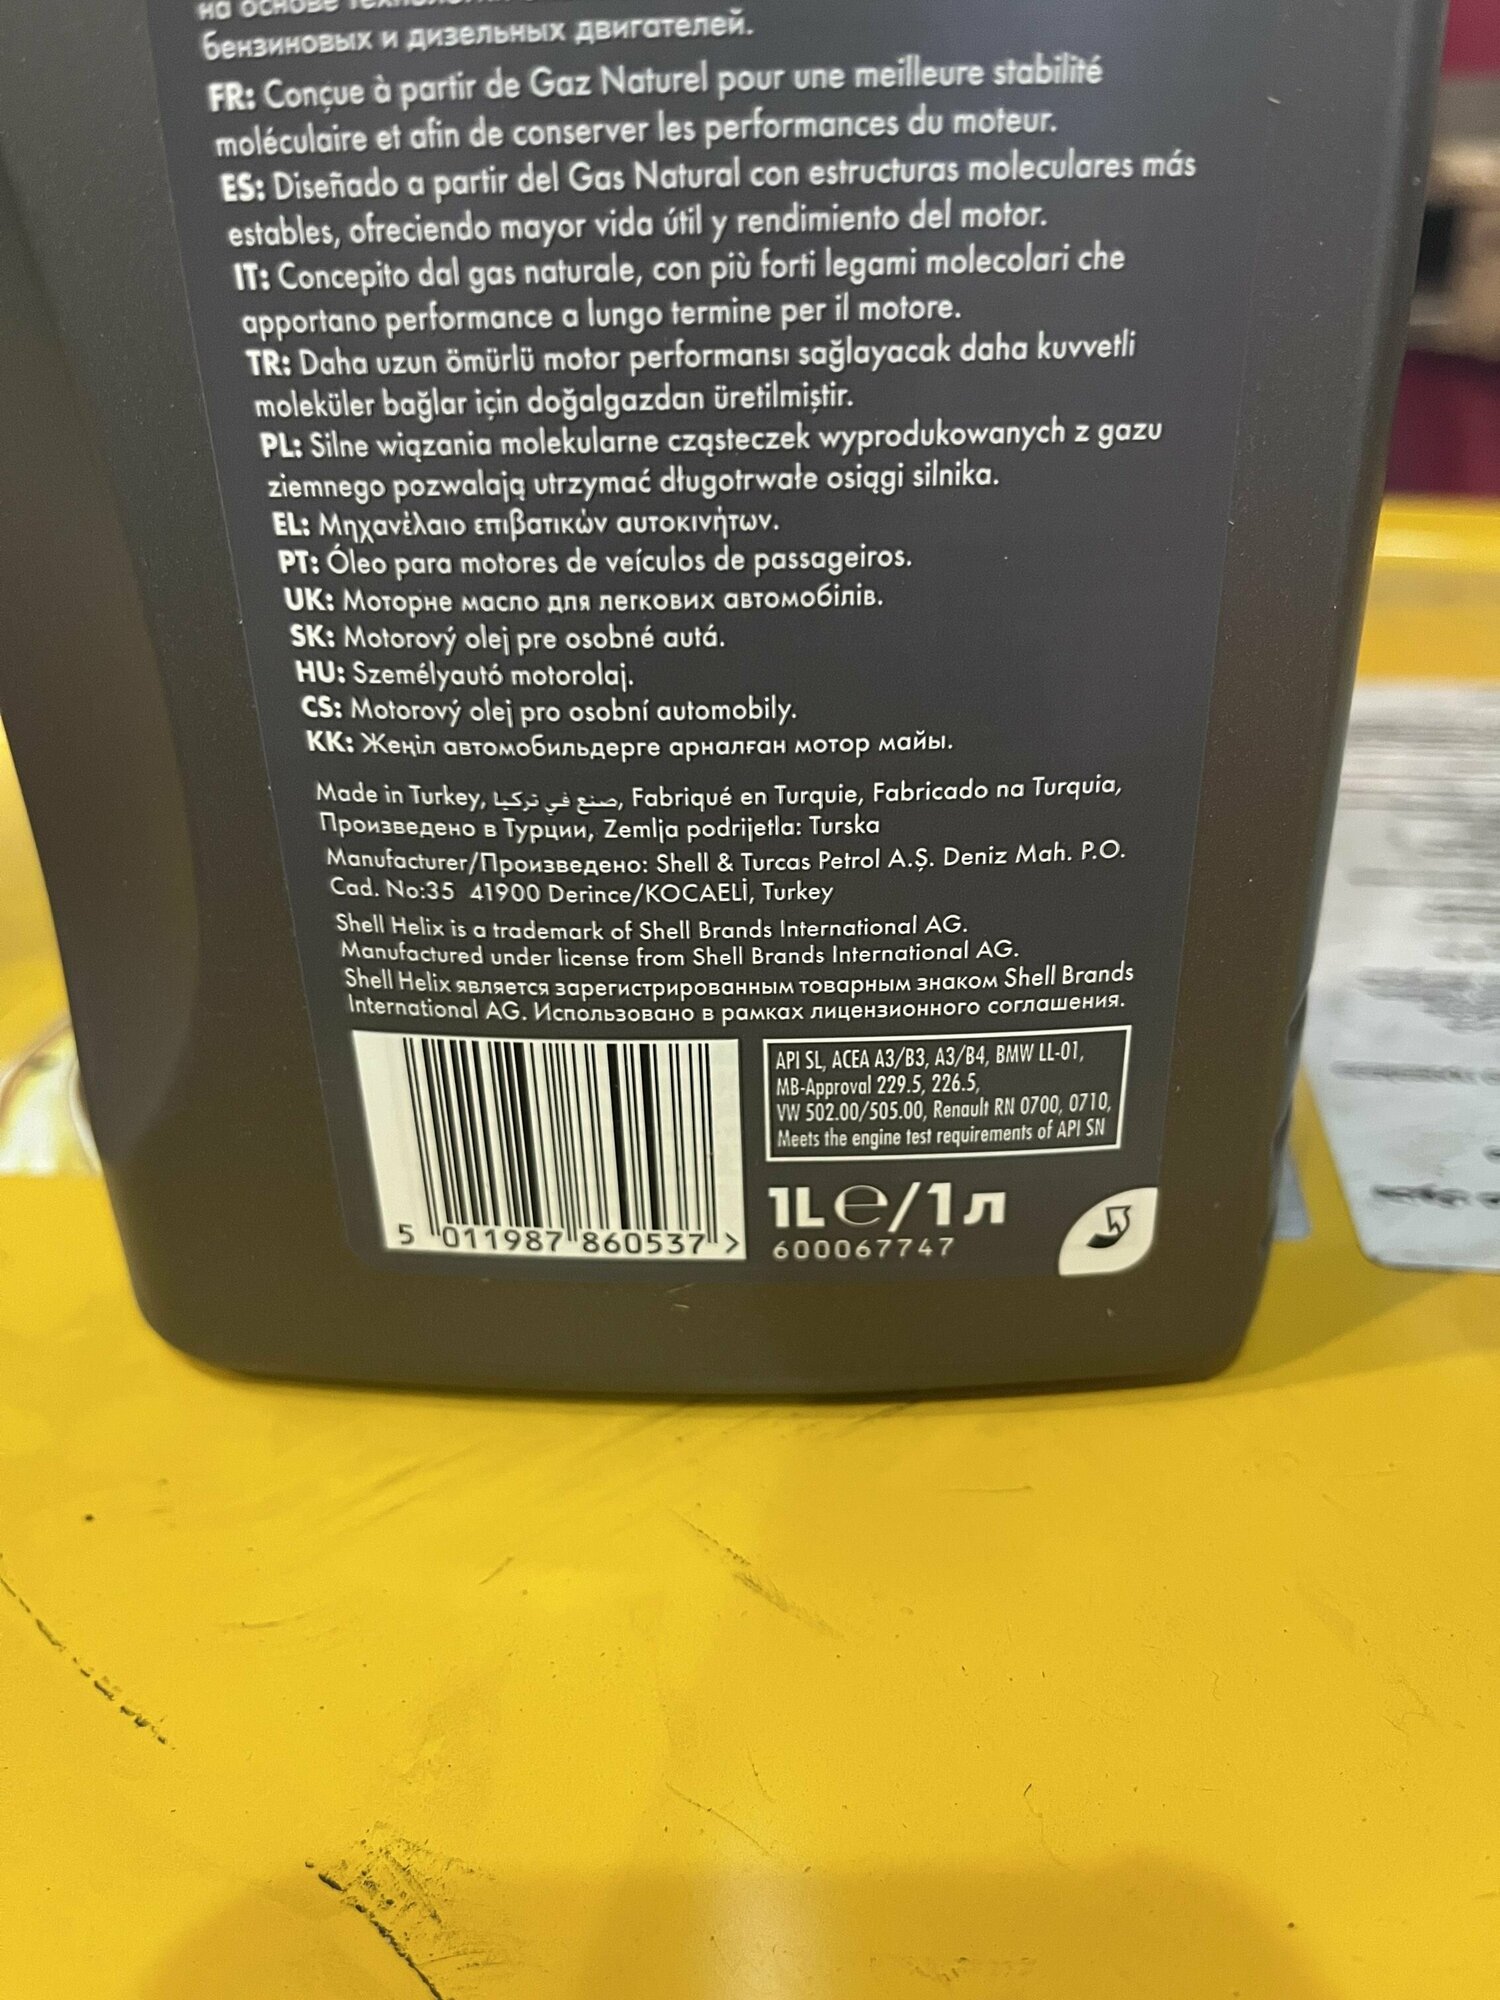 на основе
бензиновых и дизельных двигателей.
FR: Conçue à partir de Gaz Naturel pour une meilleure stabilité
moléculaire et afin de conserver les performances du moteur.
ES: Diseñado a partir del Gas Natural con estructuras moleculares más
estables, ofreciendo mayor vida útil y rendimiento del motor.
IT: Concepito dal gas naturale, con più forti legami molecolari che
apportano performance a lungo termine per il motore.
TR: Daha uzun ömürlü motor performansı sağlayacak daha kuvvetli
moleküler bağlar için doğalgazdan üretilmiştir.
PL: Silne wiązania molekularne cząsteczek wyprodukowanych z gazu
ziemnego pozwalają utrzymać długotrwałe osiągi silnika.
EL: Μηχανέλαιο επιβατικών αυτοκινήτων.
PT: Óleo para motores de veículos de passageiros.
UK: Моторне масло для легкових автомобілів.
SK: Motorový olej pre osobné autá.
HU: Személyautó motorolaj.
CS: Motorový olej pro osobní automobily.
KK: Жеңіл автомобильдерге арналған мотор майы.
Made in Turkey, صنع في تركيا, Fabriqué en Turquie, Fabricado na Turquia,
Произведено в Турции, Zemlja podrijetla: Turska
Manufacturer/Произведено: Shell & Turcas Petrol A.Ş. Deniz Mah. P.O.
Cad. No:35 41900 Derince/KOCAELİ, Turkey
Shell Helix is a trademark of Shell Brands International AG.
Manufactured under license from Shell Brands International AG.
Shell Helix является зарегистрированным товарным знаком Shell Brands
International AG. Использовано в рамках лицензионного соглашения.
API SL, ACEA A3/B3, A3/B4, BMW LL-01,
MB-Approval 229.5, 226.5,
VW 502.00/505.00, Renault RN 0700, 0710,
Meets the engine test requirements of API SN
1L℮/1л
600067747
5 011987 860537 >